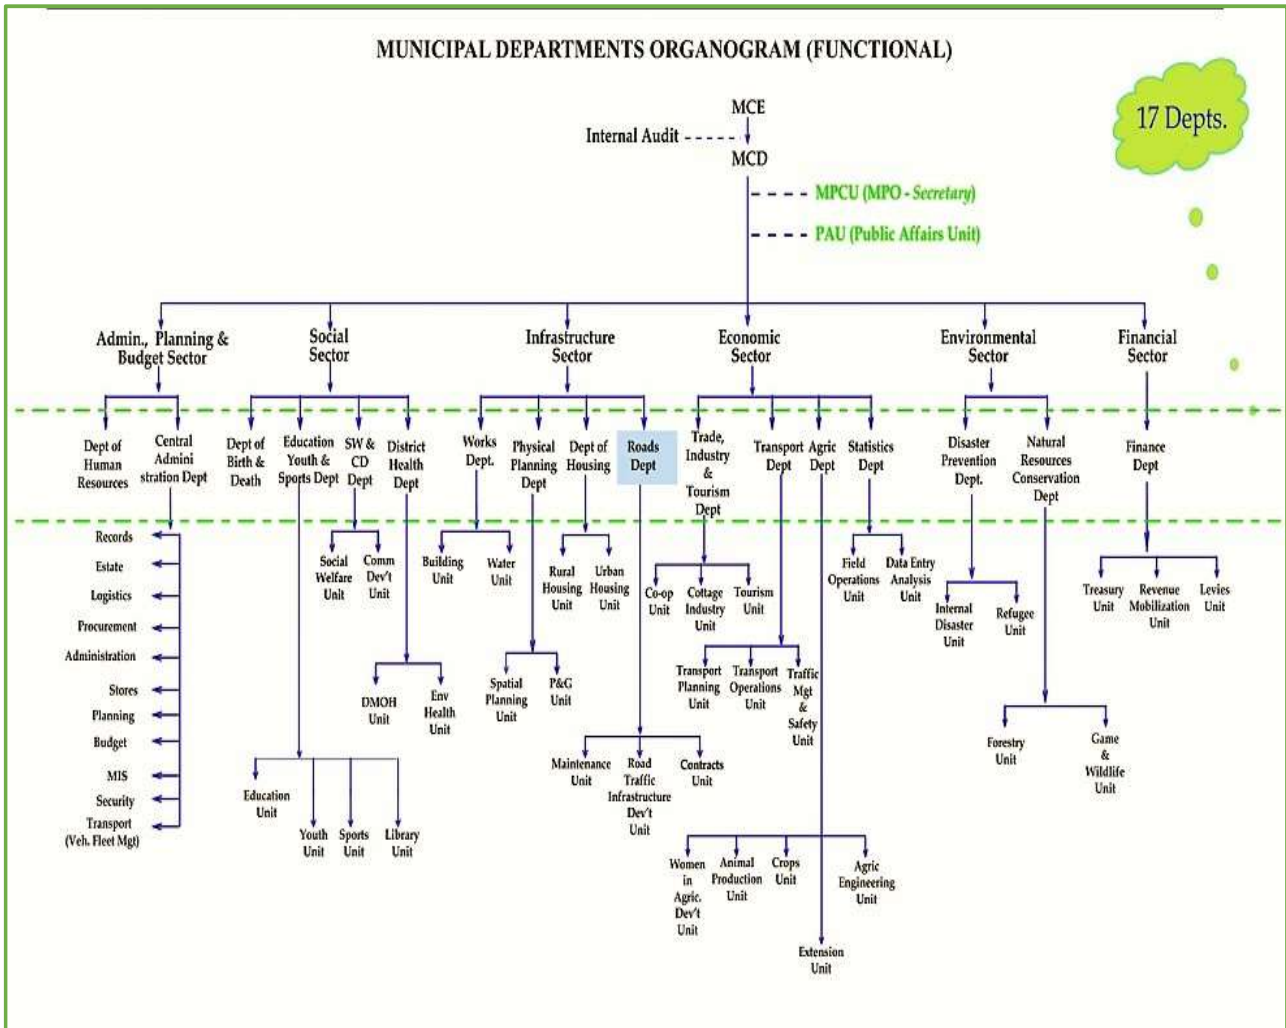 MUNICIPAL DEPARTMENTS ORGANOGRAM (FUNCTIONAL)
17 Depts.
MCE
Internal Audit
MCD
MPCU (MPO - Secretary)
PAU (Public Affairs Unit)
Admin., Planning &
Budget Sector
Social
Sector
Infrastructure
Sector
Economic
Sector
Environmental
Sector
Financial
Sector
Dept of
Human
Resources
Central
Admini
stration Dept
Dept of
Birth &
Death
Education
Youth &
Sports Dept
SW &
CD
Dept
District
Health
Dept
Works
Dept.
Physical
Planning
Dept
Dept of
Housing
Roads
Dept
Trade,
Industry
&
Tourism
Dept
Transport
Dept
Agric
Dept
Statistics
Dept
Disaster
Prevention
Dept.
Natural
Resources
Conservation
Dept
Finance
Dept
Records
Estate
Logistics
Procurement
Administration
Stores
Planning
Budget
MIS
Security
Transport
(Veh. Fleet Mgt)
Social
Welfare
Unit
Comm
Dev't
Unit
Building
Unit
Water
Unit
Rural
Housing
Unit
Urban
Housing
Unit
Co-op
Unit
Cottage
Industry
Unit
Tourism
Unit
Field
Operations
Unit
Data Entry
Analysis
Unit
Internal
Disaster
Unit
Refugee
Unit
Treasury
Unit
Revenue
Mobilization
Unit
Levies
Unit
DMOH
Unit
Env
Health
Unit
Spatial
Planning
Unit
P&G
Unit
Transport
Planning
Unit
Transport
Operations
Unit
Traffic
Mgt
&
Safety
Unit
Forestry
Unit
Game
&
Wildlife
Unit
Maintenance
Unit
Road
Traffic
Infrastructure
Dev't
Unit
Contracts
Unit
Education
Unit
Youth
Unit
Sports
Unit
Library
Unit
Women
in
Agric.
Dev't
Unit
Animal
Production
Unit
Crops
Unit
Agric
Engineering
Unit
Extension
Unit